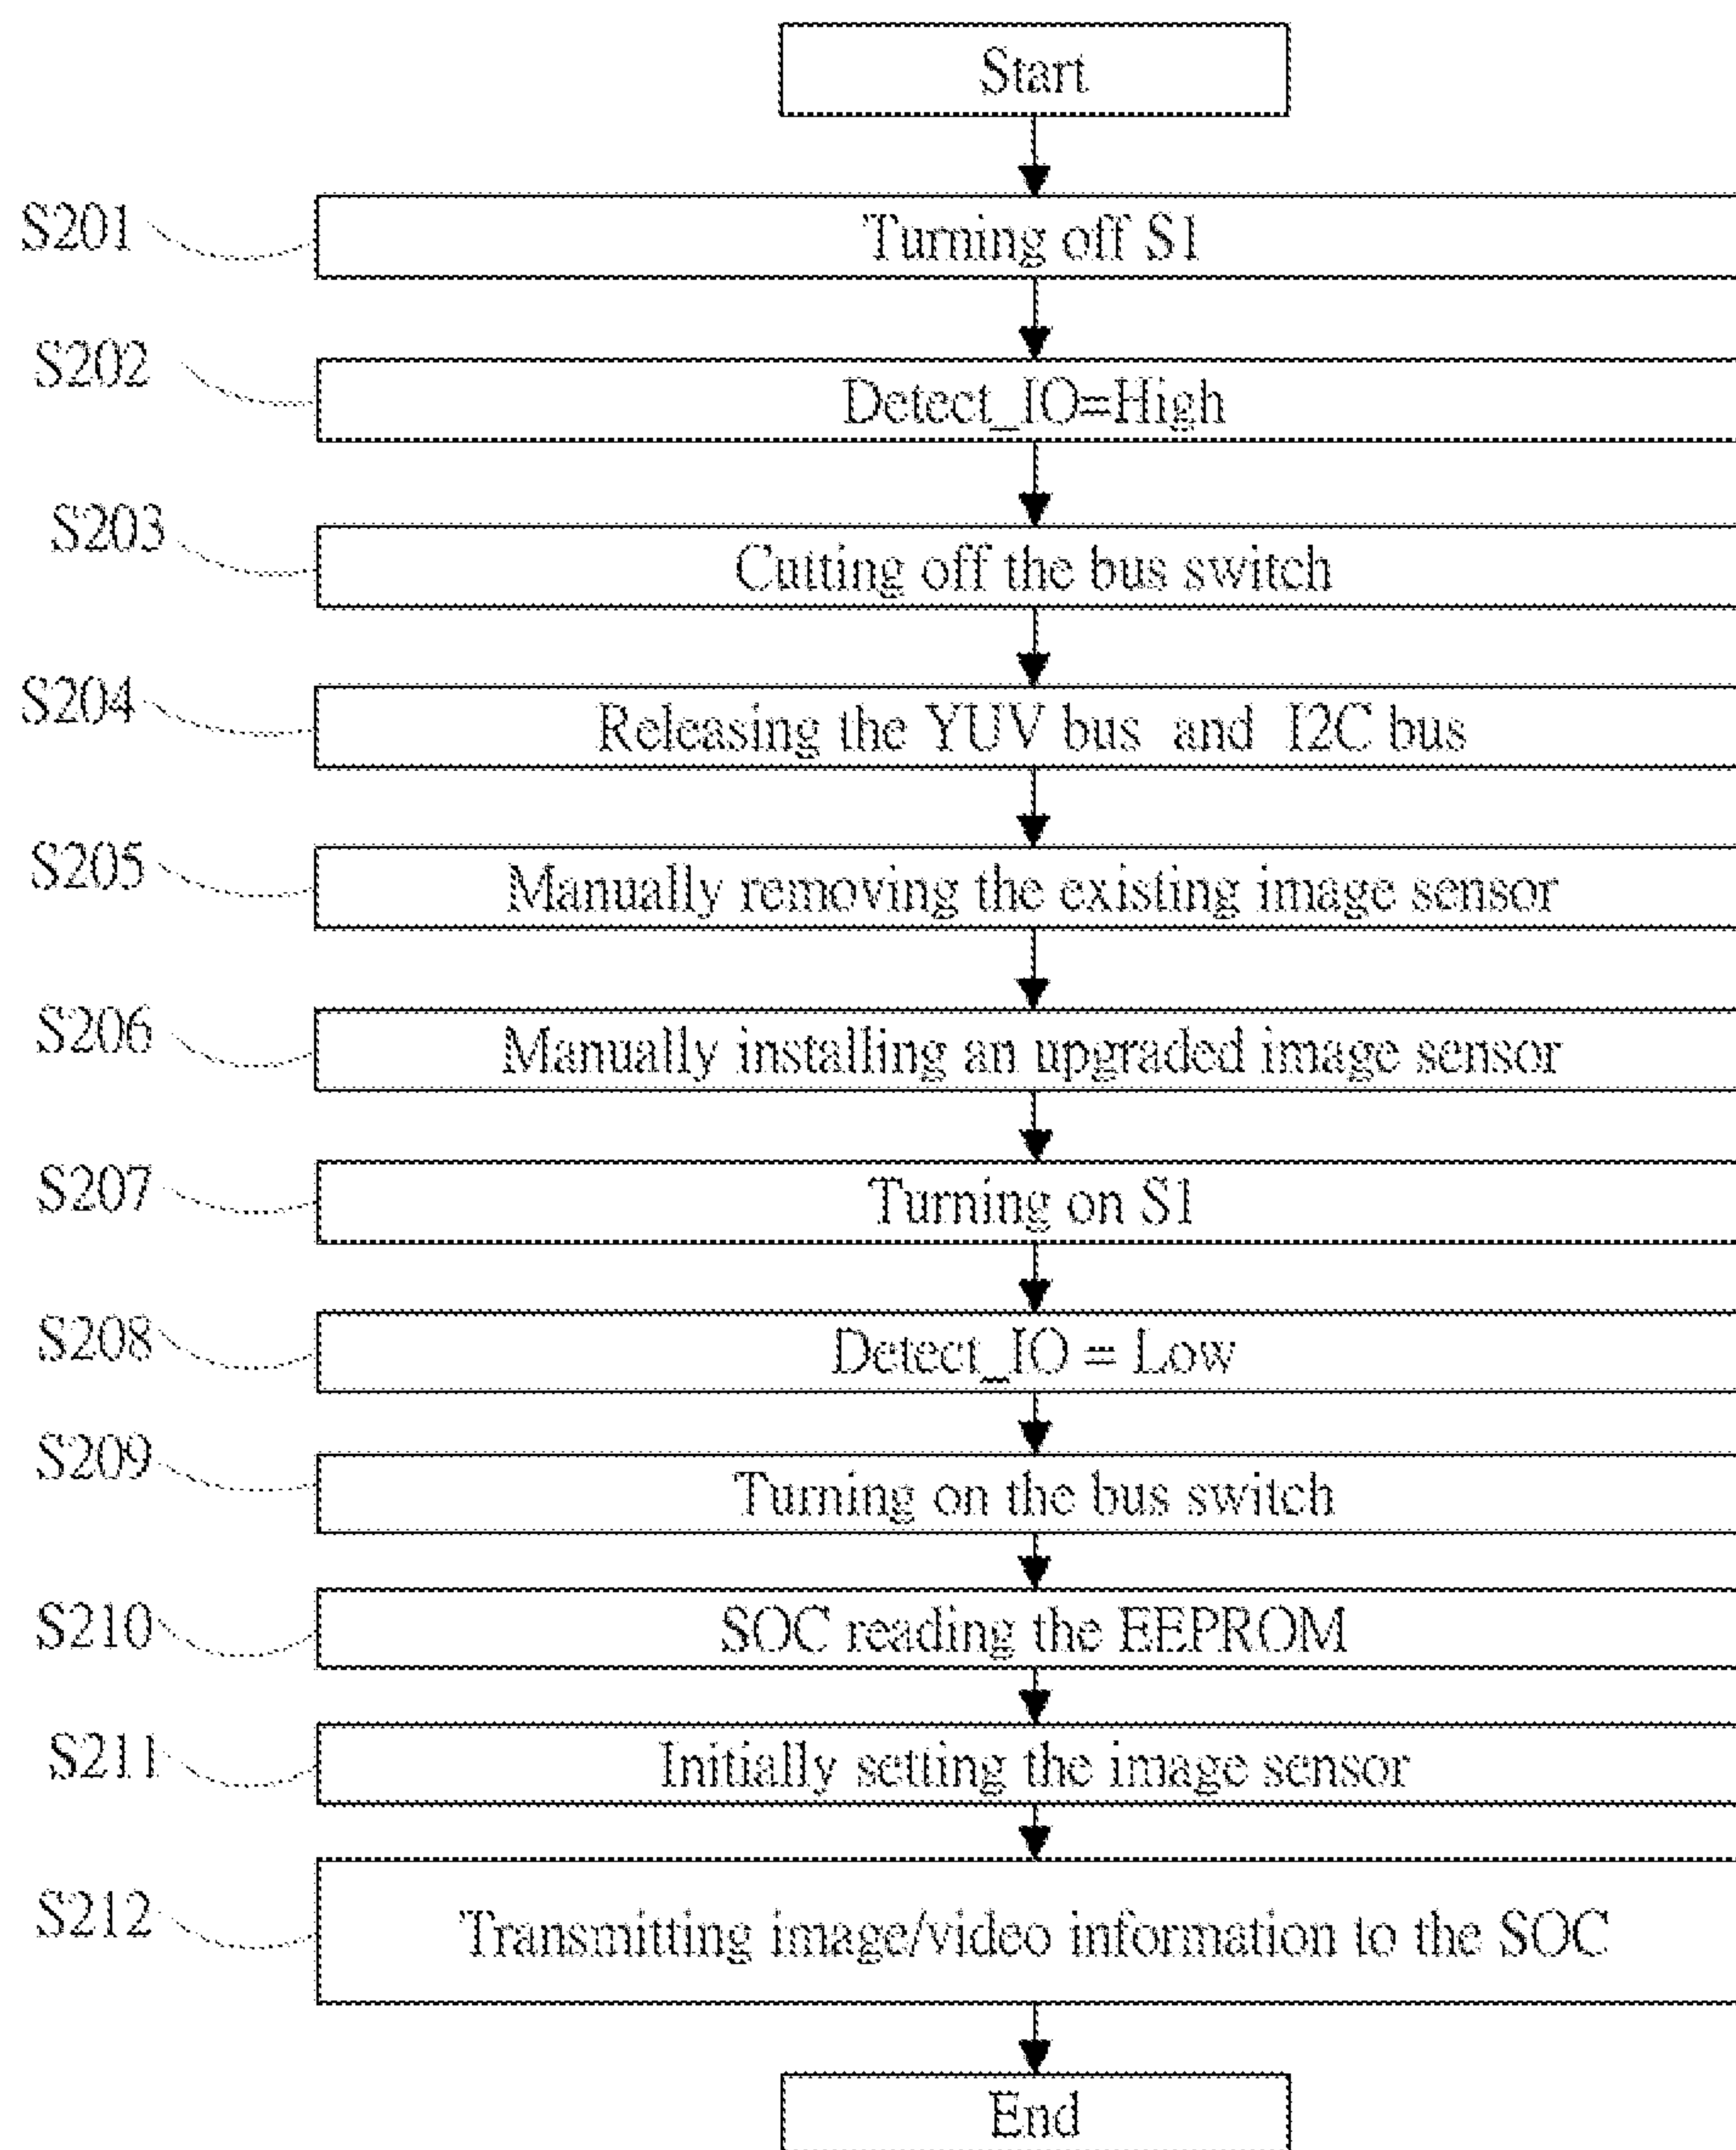 Start
S201
Turning off S1
S202
Detect_IO=High
S203
Cutting off the bus switch
S204
Releasing the YUV bus and I2C bus
S205
Manually removing the existing image sensor
S206
Manually installing an upgraded image sensor
S207
Turning on S1
S208
Detect_IO = Low
S209
Turning on the bus switch
S210
SOC reading the EEPROM
S211
Initially setting the image sensor
S212
Transmitting image/video information to the SOC
End